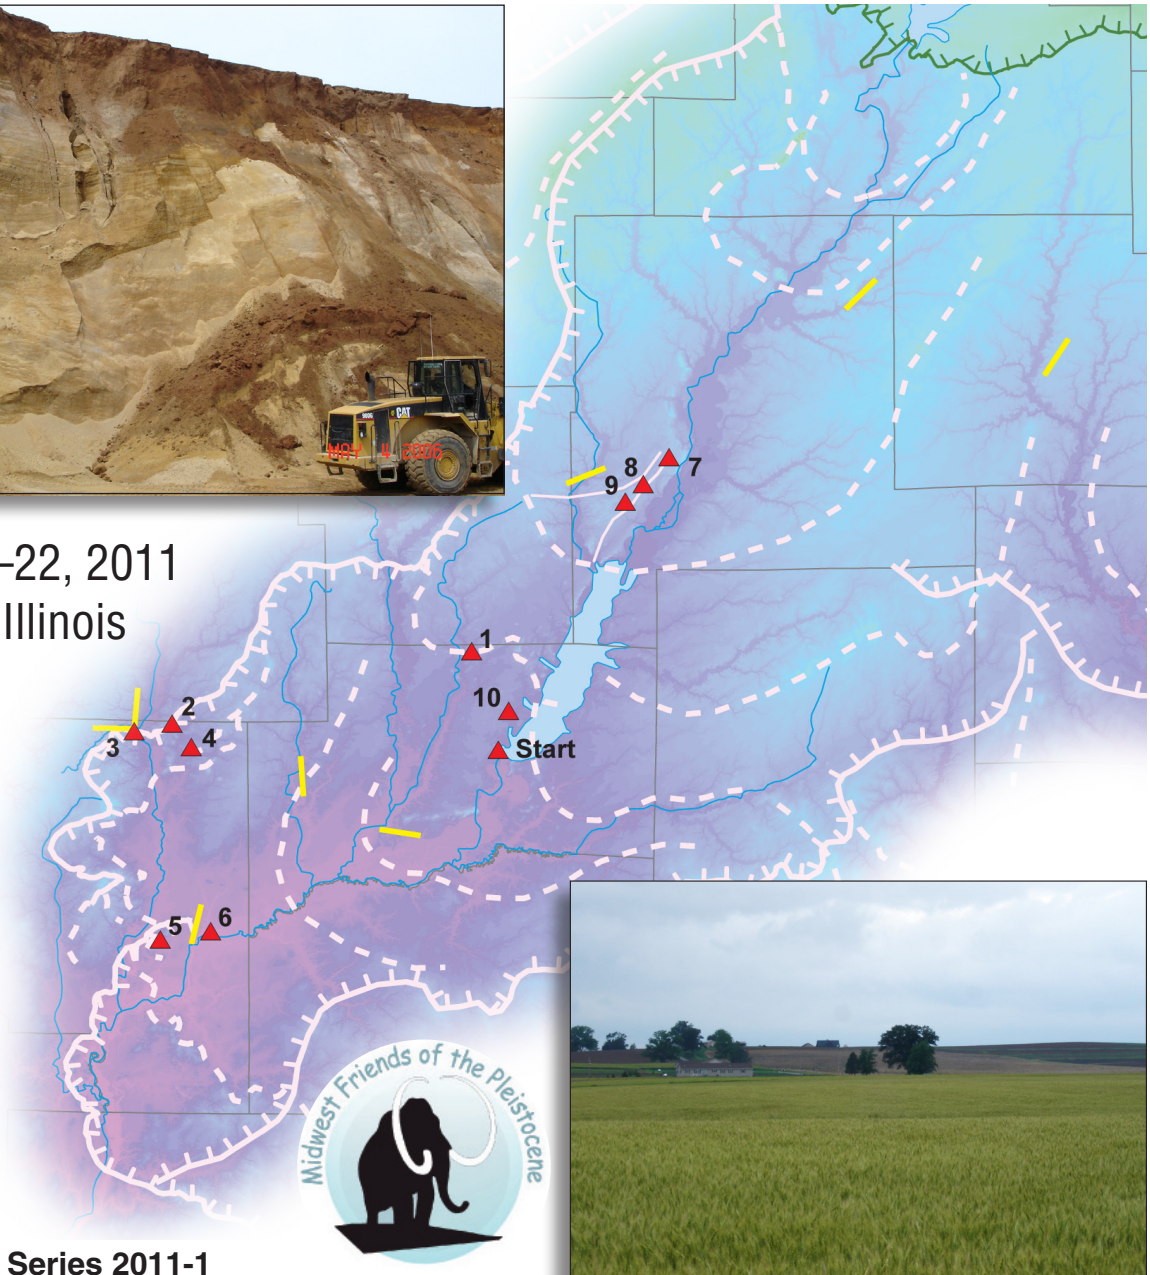 CAT
MAY 4 2006
–22, 2011
Illinois
7
8
9
1
10
Start
2
3
4
5
6
Midwest Friends of the Pleistocene
Series 2011-1